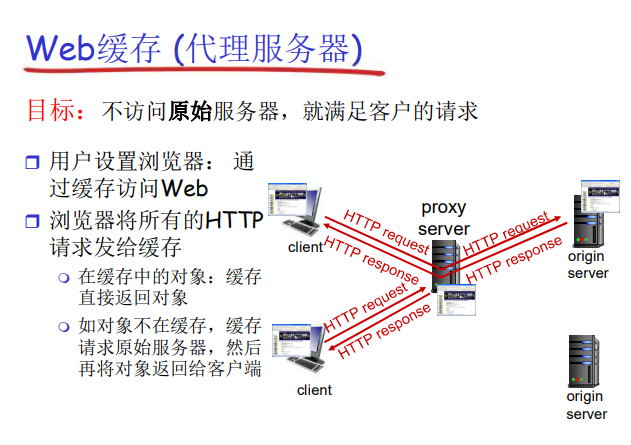 Web缓存 (代理服务器)
目标：不访问原始服务器，就满足客户的请求
用户设置浏览器： 通
过缓存访问Web
浏览器将所有的HTTP
请求发给缓存
在缓存中的对象：缓存
直接返回对象
如对象不在缓存，缓存
请求原始服务器，然后
再将对象返回给客户端
client
HTTP request
HTTP response
proxy
server
HTTP request
HTTP response
origin
server
HTTP request
HTTP response
client
origin
server